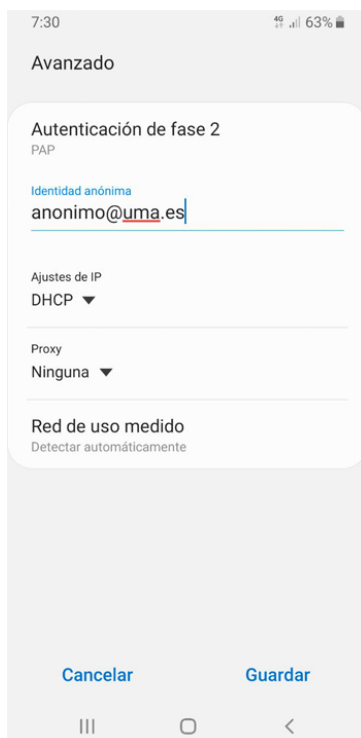 7:30 4G 63%
Avanzado
Autenticación de fase 2
PAP
Identidad anónima
anonimo@uma.es
Ajustes de IP
DHCP
Proxy
Ninguna
Red de uso medido
Detectar automáticamente
Cancelar Guardar